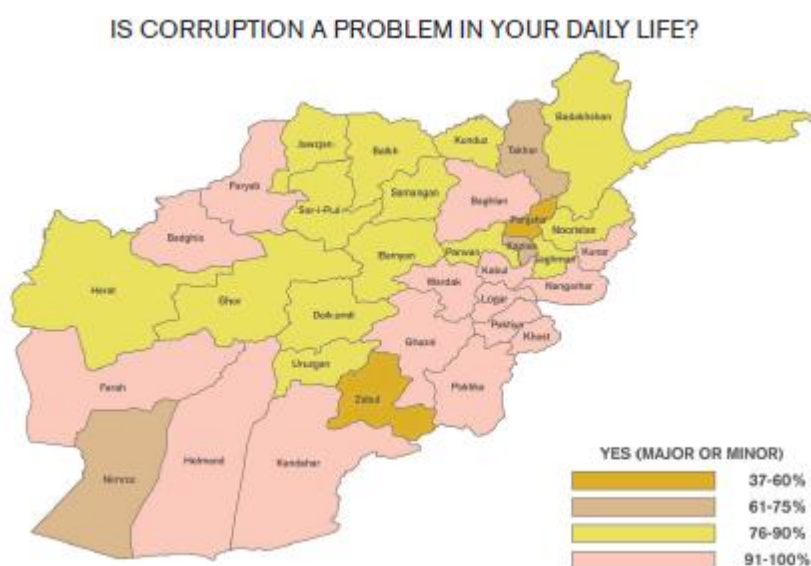 IS CORRUPTION A PROBLEM IN YOUR DAILY LIFE?
Badakhshan
Jawzjan
Balkh
Kunduz
Takhar
Faryab
Samangan
Baghlan
Sar-i-Pul
Panjshir
Nooristan
Badghis
Bamyan
Parwan
Kapisa
Laghman
Kunar
Kabul
Herat
Ghor
Wardak
Nangarhar
Logar
Daikundi
Paktya
Khost
Ghazni
Uruzgan
Farah
Paktika
Zabul
Nimroz
Helmand
Kandahar
YES (MAJOR OR MINOR)
37-60%
61-75%
76-90%
91-100%